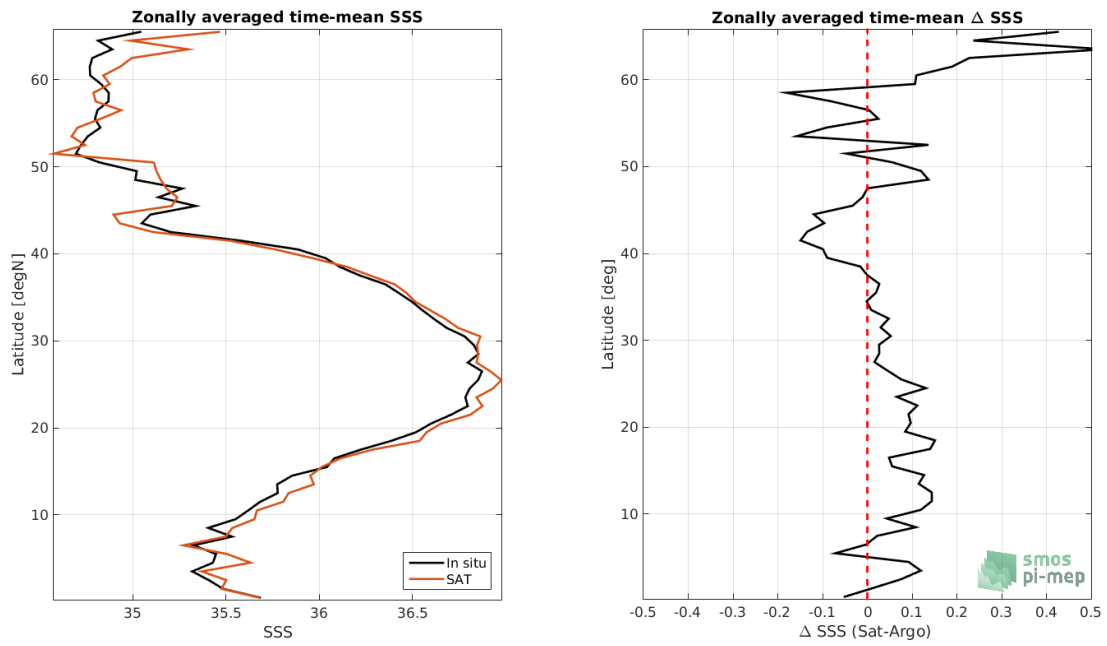 Zonally averaged time-mean SSS
60
50
40
30
20
10
Latitude [degN]
35
35.5
36
36.5
SSS
In situ
SAT
Zonally averaged time-mean Δ SSS
60
50
40
30
20
10
Latitude [deg]
-0.5
-0.4
-0.3
-0.2
-0.1
0
0.1
0.2
0.3
0.4
0.5
Δ SSS (Sat-Argo)
smos
pi-mep